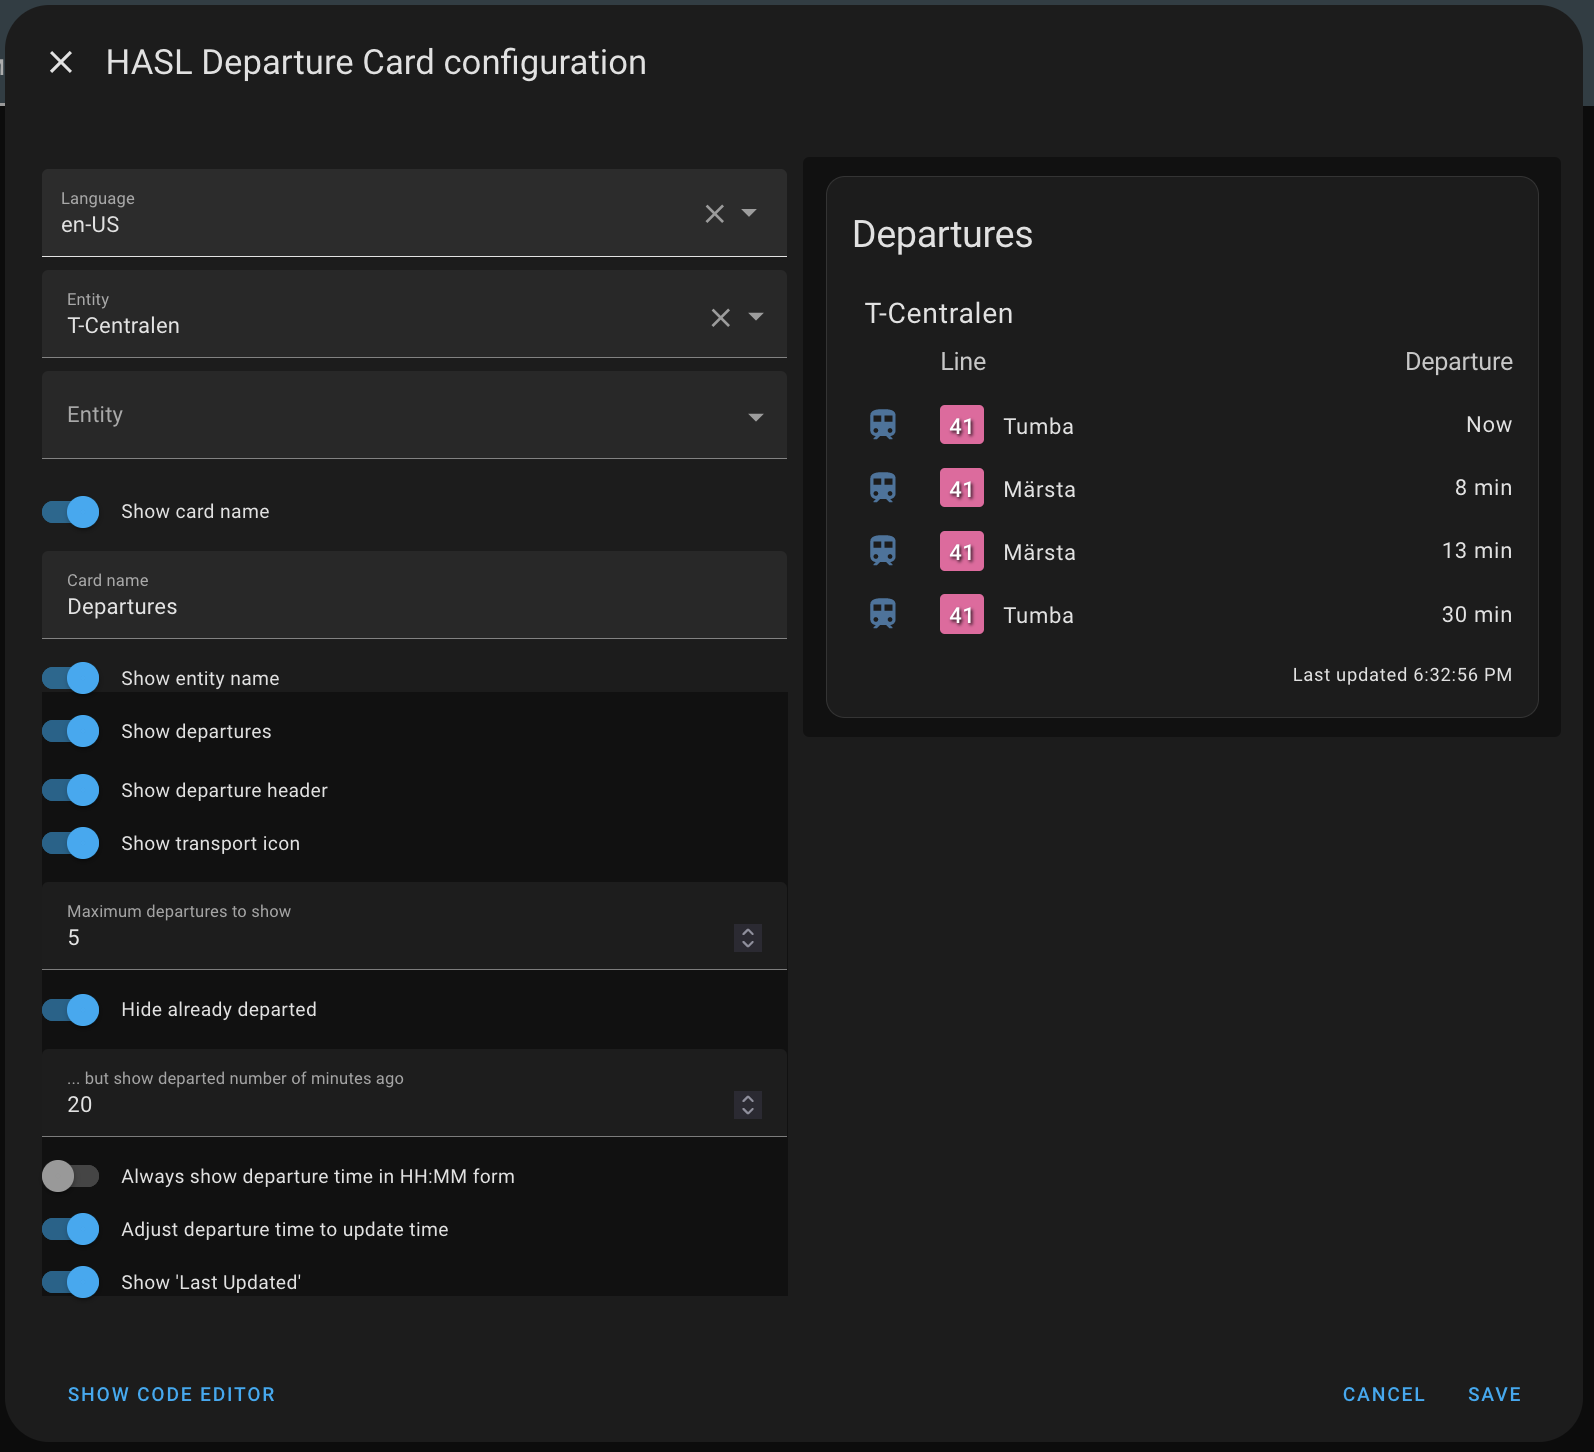 HASL Departure Card configuration
Language
en-US
Entity
T-Centralen
Entity
Show card name
Card name
Departures
Show entity name
Show departures
Show departure header
Show transport icon
Maximum departures to show
5
Hide already departed
... but show departed number of minutes ago
20
Always show departure time in HH:MM form
Adjust departure time to update time
Show 'Last Updated'
Departures
T-Centralen
Line Departure
41 Tumba Now
41 Märsta 8 min
41 Märsta 13 min
41 Tumba 30 min
Last updated 6:32:56 PM
SHOW CODE EDITOR
CANCEL SAVE